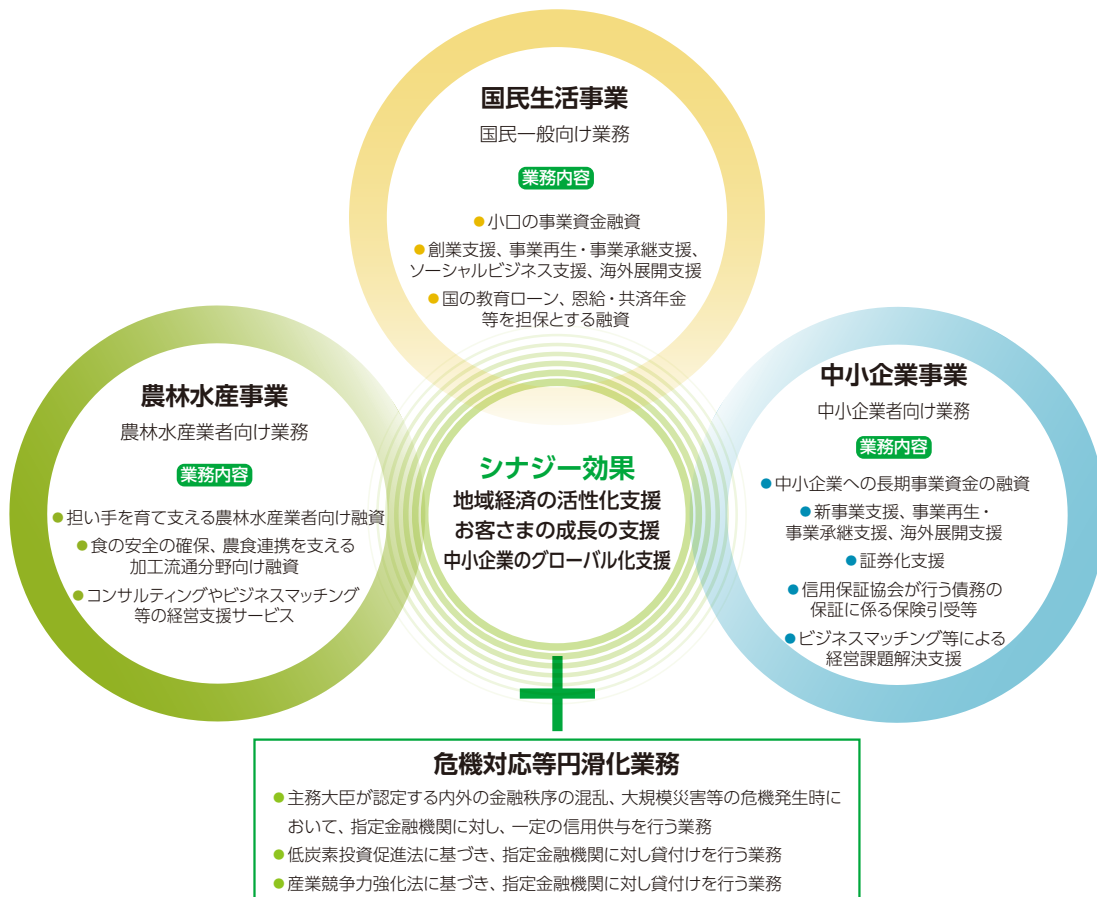 国民生活事業
国民一般向け業務
業務内容
●小口の事業資金融資
●創業支援、事業再生・事業承継支援、
ソーシャルビジネス支援、海外展開支援
●国の教育ローン、恩給・共済年金
等を担保とする融資
農林水産事業
農林水産業者向け業務
業務内容
●担い手を育て支える農林水産業者向け融資
●食の安全の確保、農食連携を支える
加工流通分野向け融資
●コンサルティングやビジネスマッチング
等の経営支援サービス
シナジー効果
地域経済の活性化支援
お客さまの成長の支援
中小企業のグローバル化支援
中小企業事業
中小企業者向け業務
業務内容
●中小企業への長期事業資金の融資
●新事業支援、事業再生・
事業承継支援、海外展開支援
●証券化支援
●信用保証協会が行う債務の
保証に係る保険引受等
●ビジネスマッチング等による
経営課題解決支援
危機対応等円滑化業務
●主務大臣が認定する内外の金融秩序の混乱、大規模災害等の危機発生時に
おいて、指定金融機関に対し、一定の信用供与を行う業務
●低炭素投資促進法に基づき、指定金融機関に対し貸付けを行う業務
●産業競争力強化法に基づき、指定金融機関に対し貸付けを行う業務